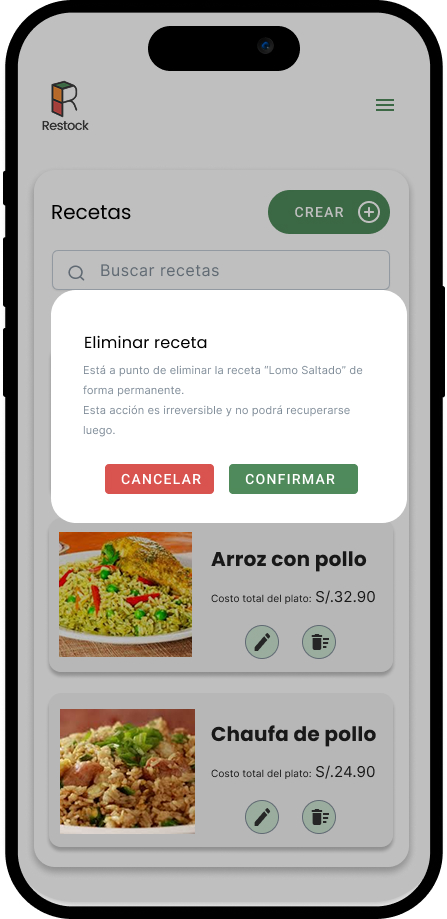 Restock
Recetas
CREAR
Buscar recetas
Eliminar receta
Está a punto de eliminar la receta "Lomo Saltado" de
forma permanente.
Esta acción es irreversible y no podrá recuperarse
luego.
CANCELAR
CONFIRMAR
Arroz con pollo
Costo total del plato: S/.32.90
Chaufa de pollo
Costo total del plato: S/.24.90